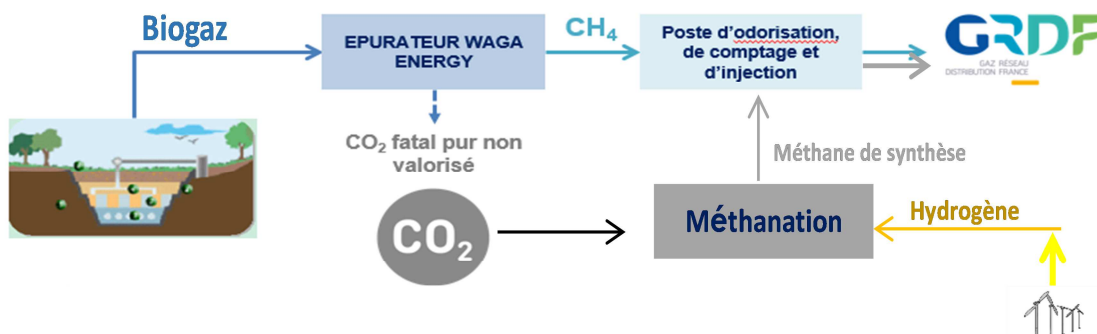 Biogaz
EPURATEUR WAGA
ENERGY
CH₄
Poste d'odorisation,
de comptage et
d'injection
GRDF
GAZ RÉSEAU
DISTRIBUTION FRANCE
CO₂ fatal pur non
valorisé
Méthane de synthèse
CO₂
Méthanation
Hydrogène